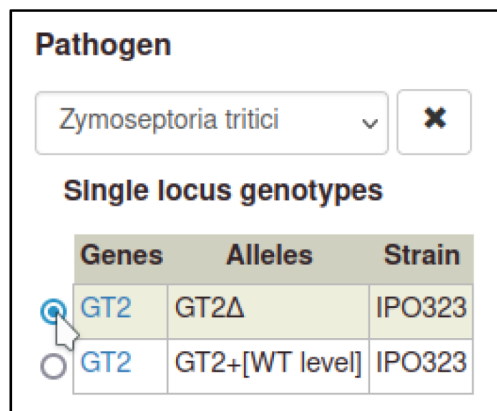 Pathogen
Zymoseptoria tritici
Single locus genotypes
Genes Alleles Strain
GT2 GT2Δ IPO323
GT2 GT2+[WT level] IPO323